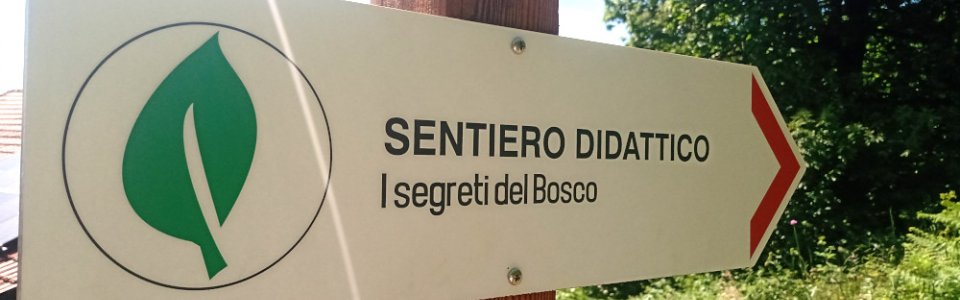 SENTIERO DIDATTICO
I segreti del Bosco